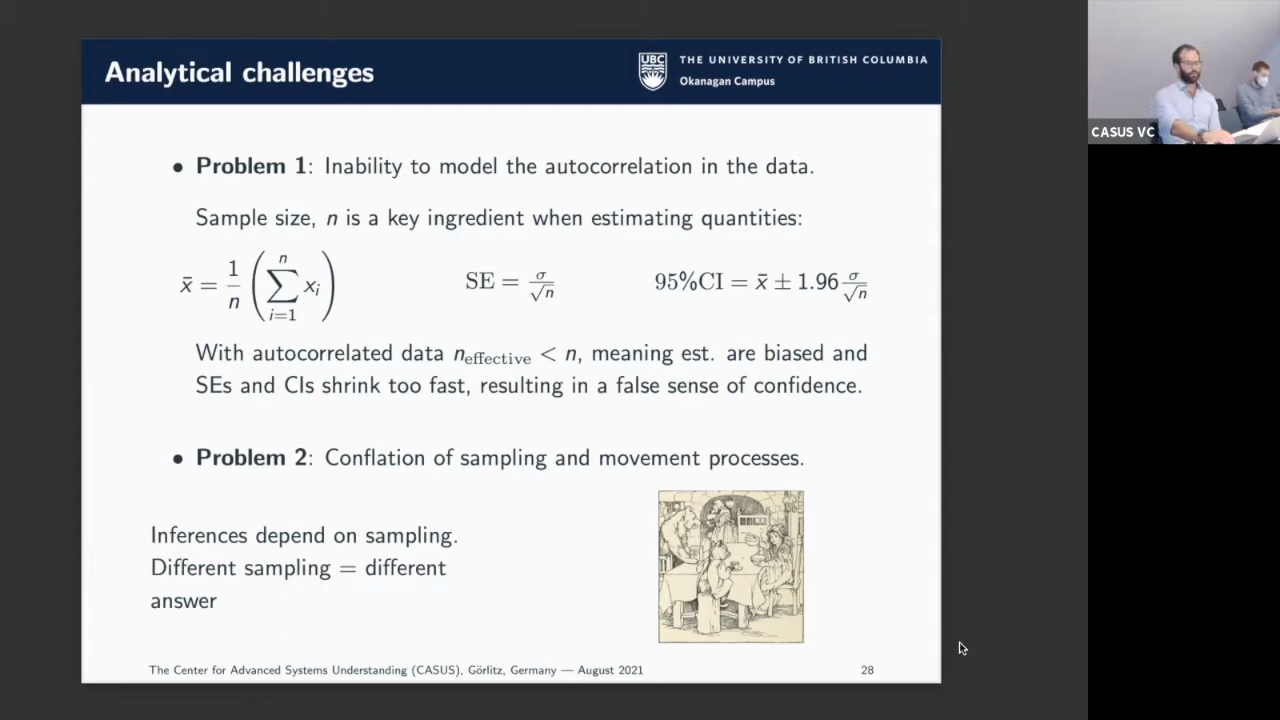 Analytical challenges
UBC
THE UNIVERSITY OF BRITISH COLUMBIA
Okanagan Campus
• Problem 1: Inability to model the autocorrelation in the data.
Sample size, n is a key ingredient when estimating quantities:
x̄ = 1/n (∑_{i=1}^{n} x_i)
SE = σ/√n
95%CI = x̄ ± 1.96 σ/√n
With autocorrelated data n_effective < n, meaning est. are biased and
SEs and CIs shrink too fast, resulting in a false sense of confidence.
• Problem 2: Conflation of sampling and movement processes.
Inferences depend on sampling.
Different sampling = different
answer
The Center for Advanced Systems Understanding (CASUS), Görlitz, Germany — August 2021
28
CASUS VC